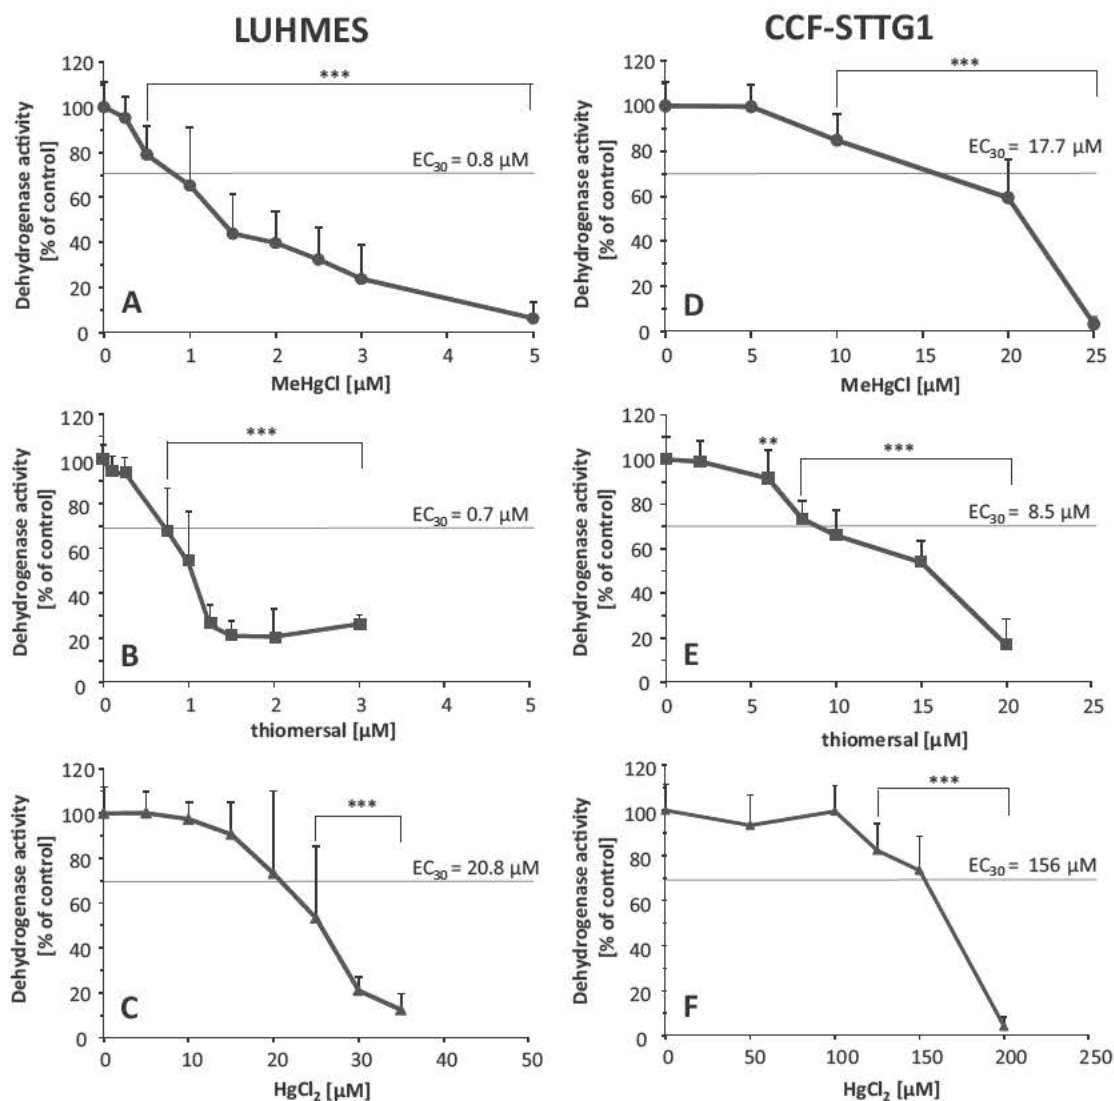 LUHMES
CCF-STTG1
Dehydrogenase activity
[% of control]
120
100
80
60
40
20
0
***
EC30 = 0.8 µM
A
0 1 2 3 4 5
MeHgCl [µM]
Dehydrogenase activity
[% of control]
120
100
80
60
40
20
0
***
EC30 = 17.7 µM
D
0 5 10 15 20 25
MeHgCl [µM]
Dehydrogenase activity
[% of control]
120
100
80
60
40
20
0
***
EC30 = 0.7 µM
B
0 1 2 3 4 5
thiomersal [µM]
Dehydrogenase activity
[% of control]
120
100
80
60
40
20
0
**
***
EC30 = 8.5 µM
E
0 5 10 15 20 25
thiomersal [µM]
Dehydrogenase activity
[% of control]
120
100
80
60
40
20
0
***
EC30 = 20.8 µM
C
0 10 20 30 40 50
HgCl2 [µM]
Dehydrogenase activity
[% of control]
120
100
80
60
40
20
0
***
EC30 = 156 µM
F
0 50 100 150 200 250
HgCl2 [µM]